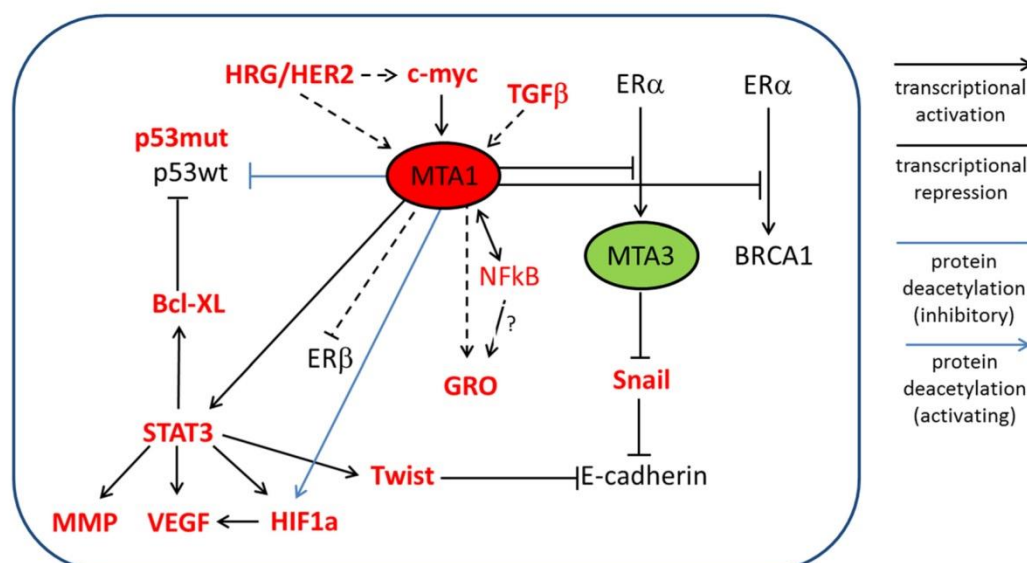 HRG/HER2
c-myc
TGFβ
ERα
ERα
p53mut
p53wt
MTA1
MTA3
BRCA1
NFkB
Bcl-XL
?
ERβ
GRO
Snail
STAT3
Twist
E-cadherin
MMP
VEGF
HIF1a
transcriptional
activation
transcriptional
repression
protein
deacetylation
(inhibitory)
protein
deacetylation
(activating)